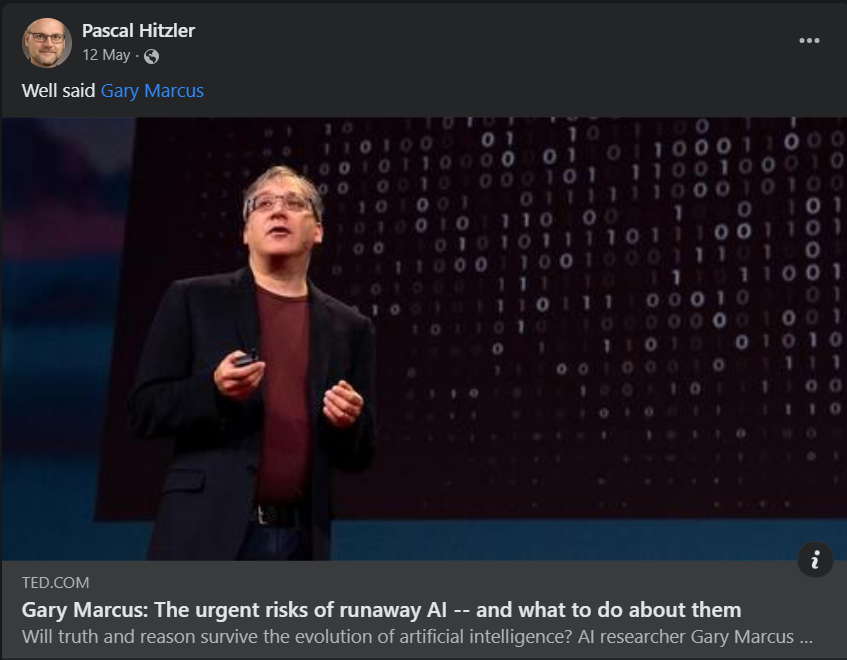 Pascal Hitzler
12 May ·
Well said Gary Marcus
TED.COM
Gary Marcus: The urgent risks of runaway AI -- and what to do about them
Will truth and reason survive the evolution of artificial intelligence? AI researcher Gary Marcus ...